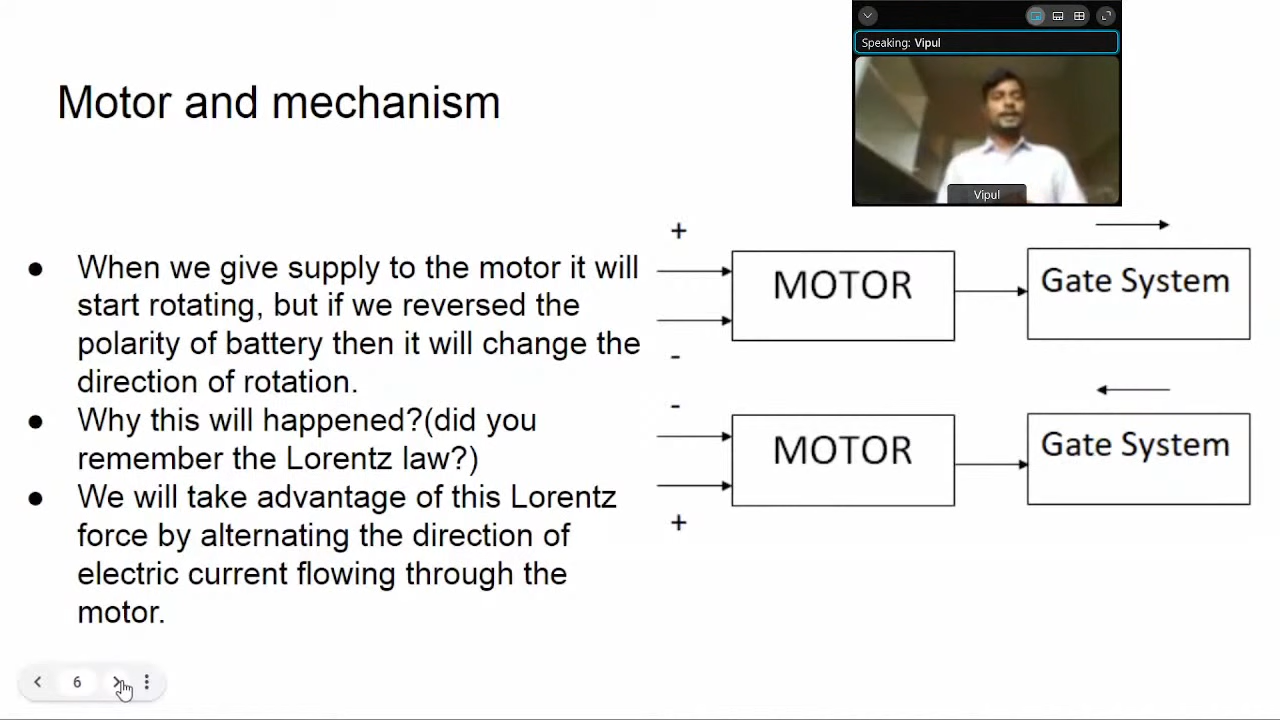 Speaking: Vipul
Vipul
Motor and mechanism
● When we give supply to the motor it will
start rotating, but if we reversed the
polarity of battery then it will change the
direction of rotation.
● Why this will happened?(did you
remember the Lorentz law?)
● We will take advantage of this Lorentz
force by alternating the direction of
electric current flowing through the
motor.
+
MOTOR
Gate System
-
-
MOTOR
Gate System
+
6